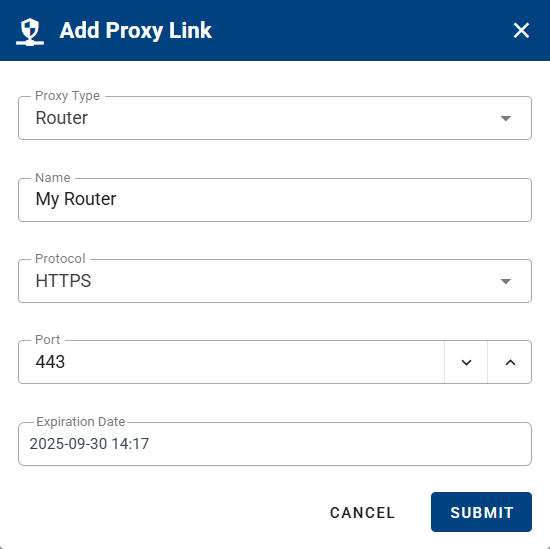 Add Proxy Link
Proxy Type
Router
Name
My Router
Protocol
HTTPS
Port
443
Expiration Date
2025-09-30 14:17
CANCEL SUBMIT